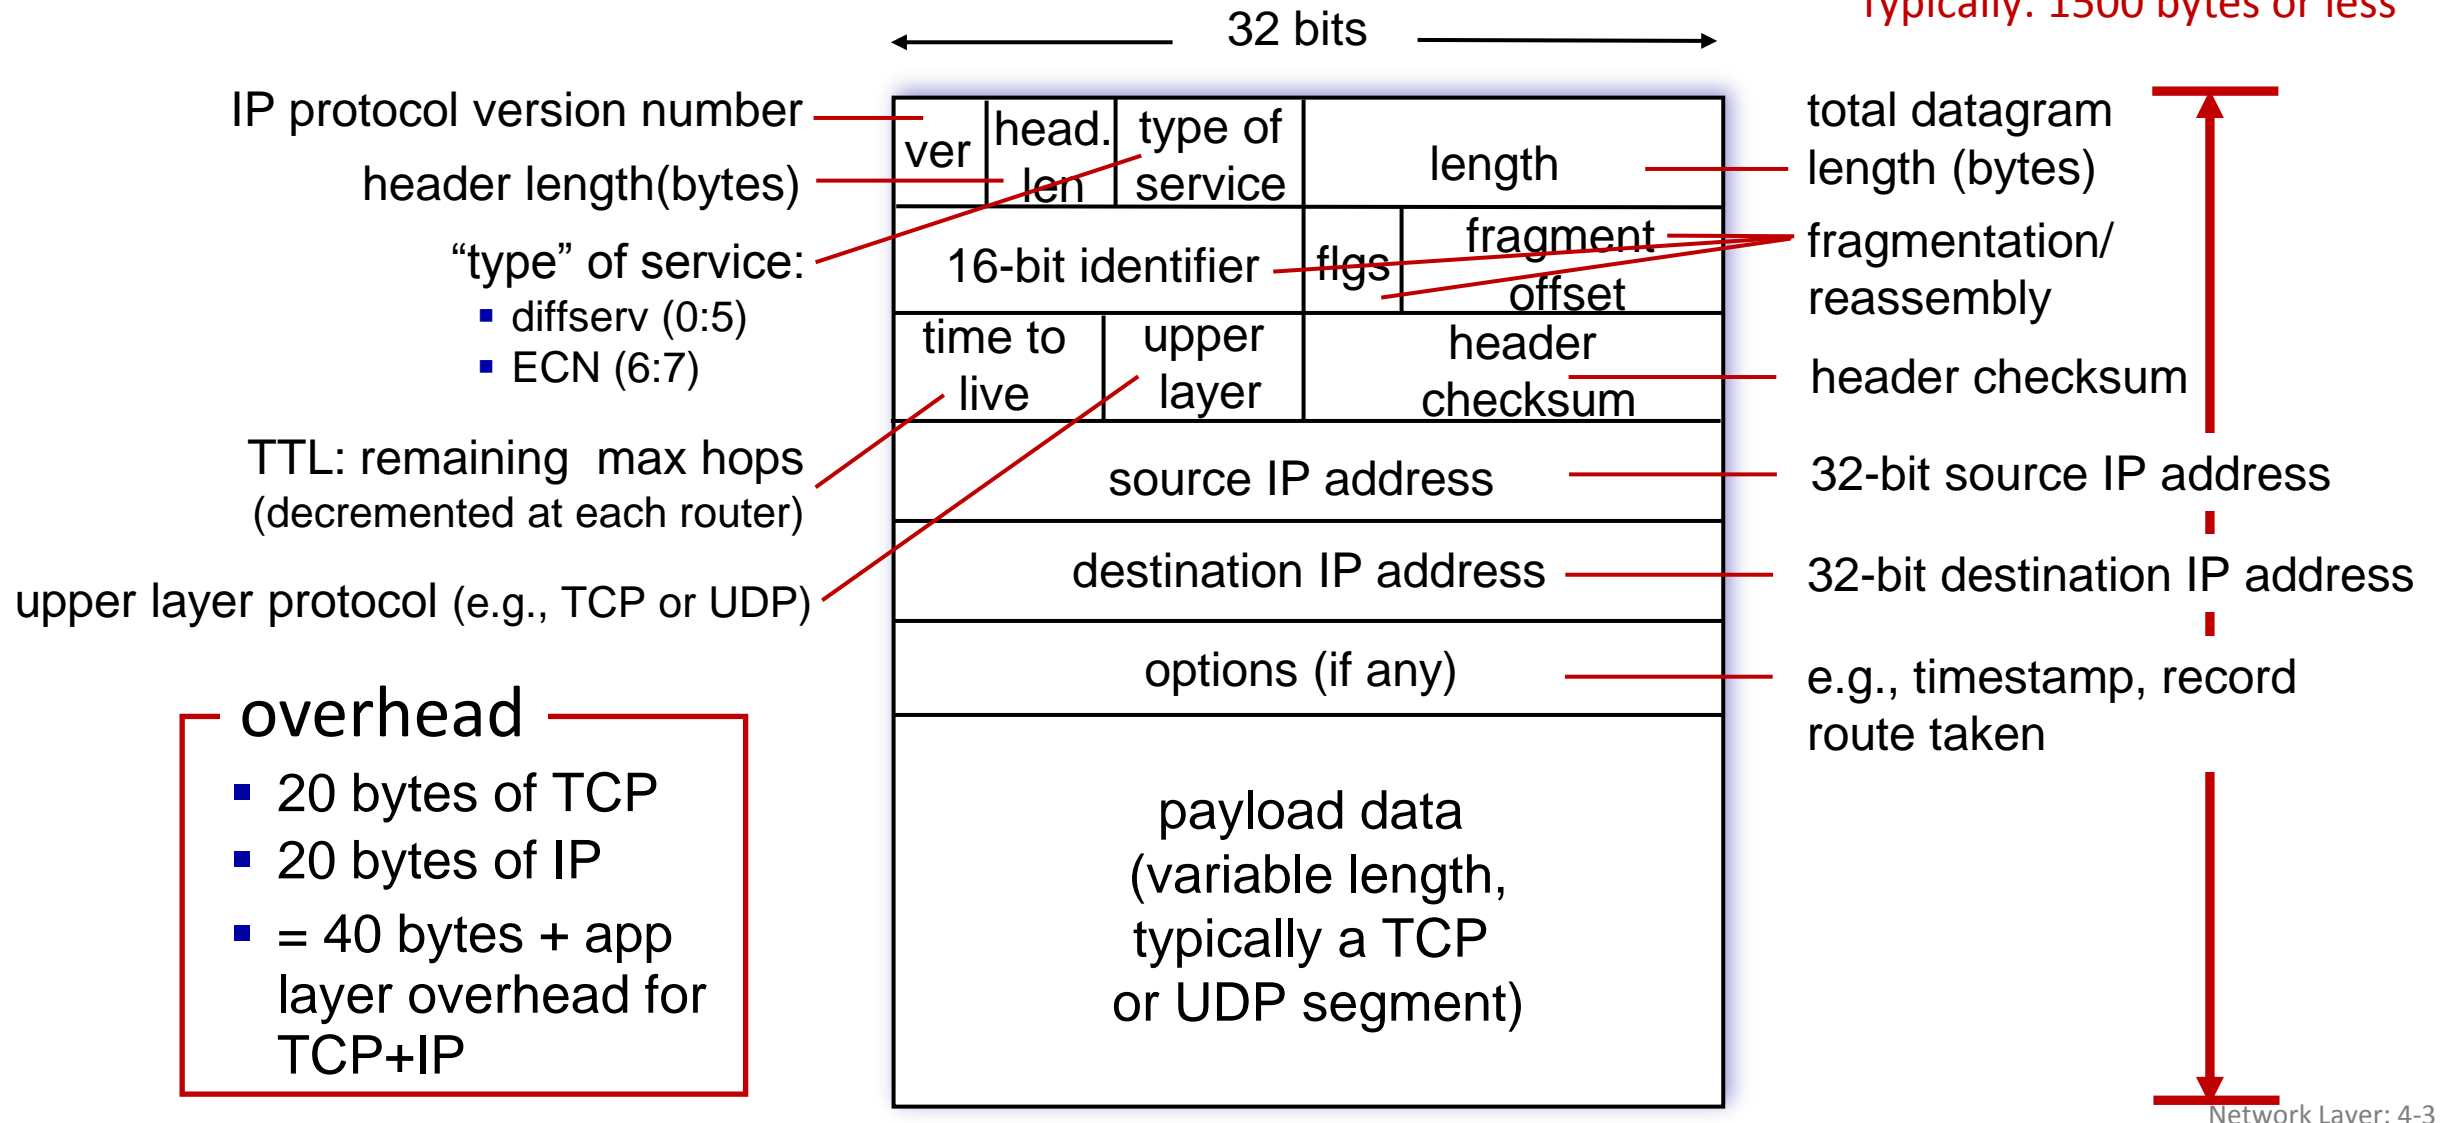 32 bits
Typically: 1500 bytes or less
IP protocol version number
header length(bytes)
“type” of service:
▪ diffserv (0:5)
▪ ECN (6:7)
TTL: remaining  max hops
(decremented at each router)
upper layer protocol (e.g., TCP or UDP)
overhead
▪ 20 bytes of TCP
▪ 20 bytes of IP
▪ = 40 bytes + app
layer overhead for
TCP+IP
ver
head.
len
type of
service
length
16-bit identifier
flgs
fragment
offset
time to
live
upper
layer
header
checksum
source IP address
destination IP address
options (if any)
payload data
(variable length,
typically a TCP
or UDP segment)
total datagram
length (bytes)
fragmentation/
reassembly
header checksum
32-bit source IP address
32-bit destination IP address
e.g., timestamp, record
route taken
Network Layer: 4-3